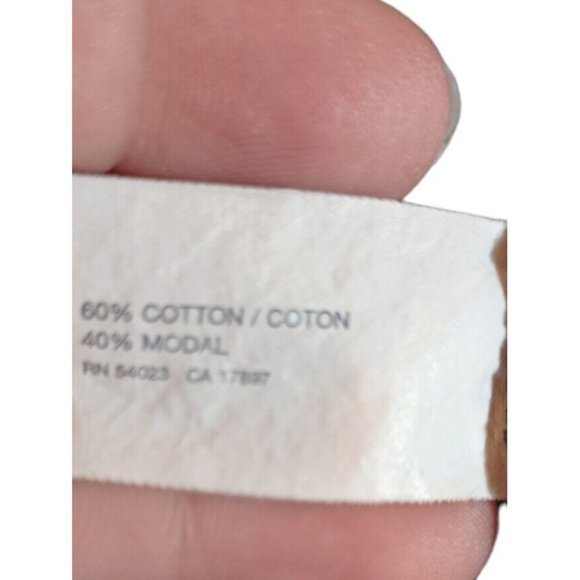 60% COTTON / COTON
40% MODAL
RN 54023 CA 17897